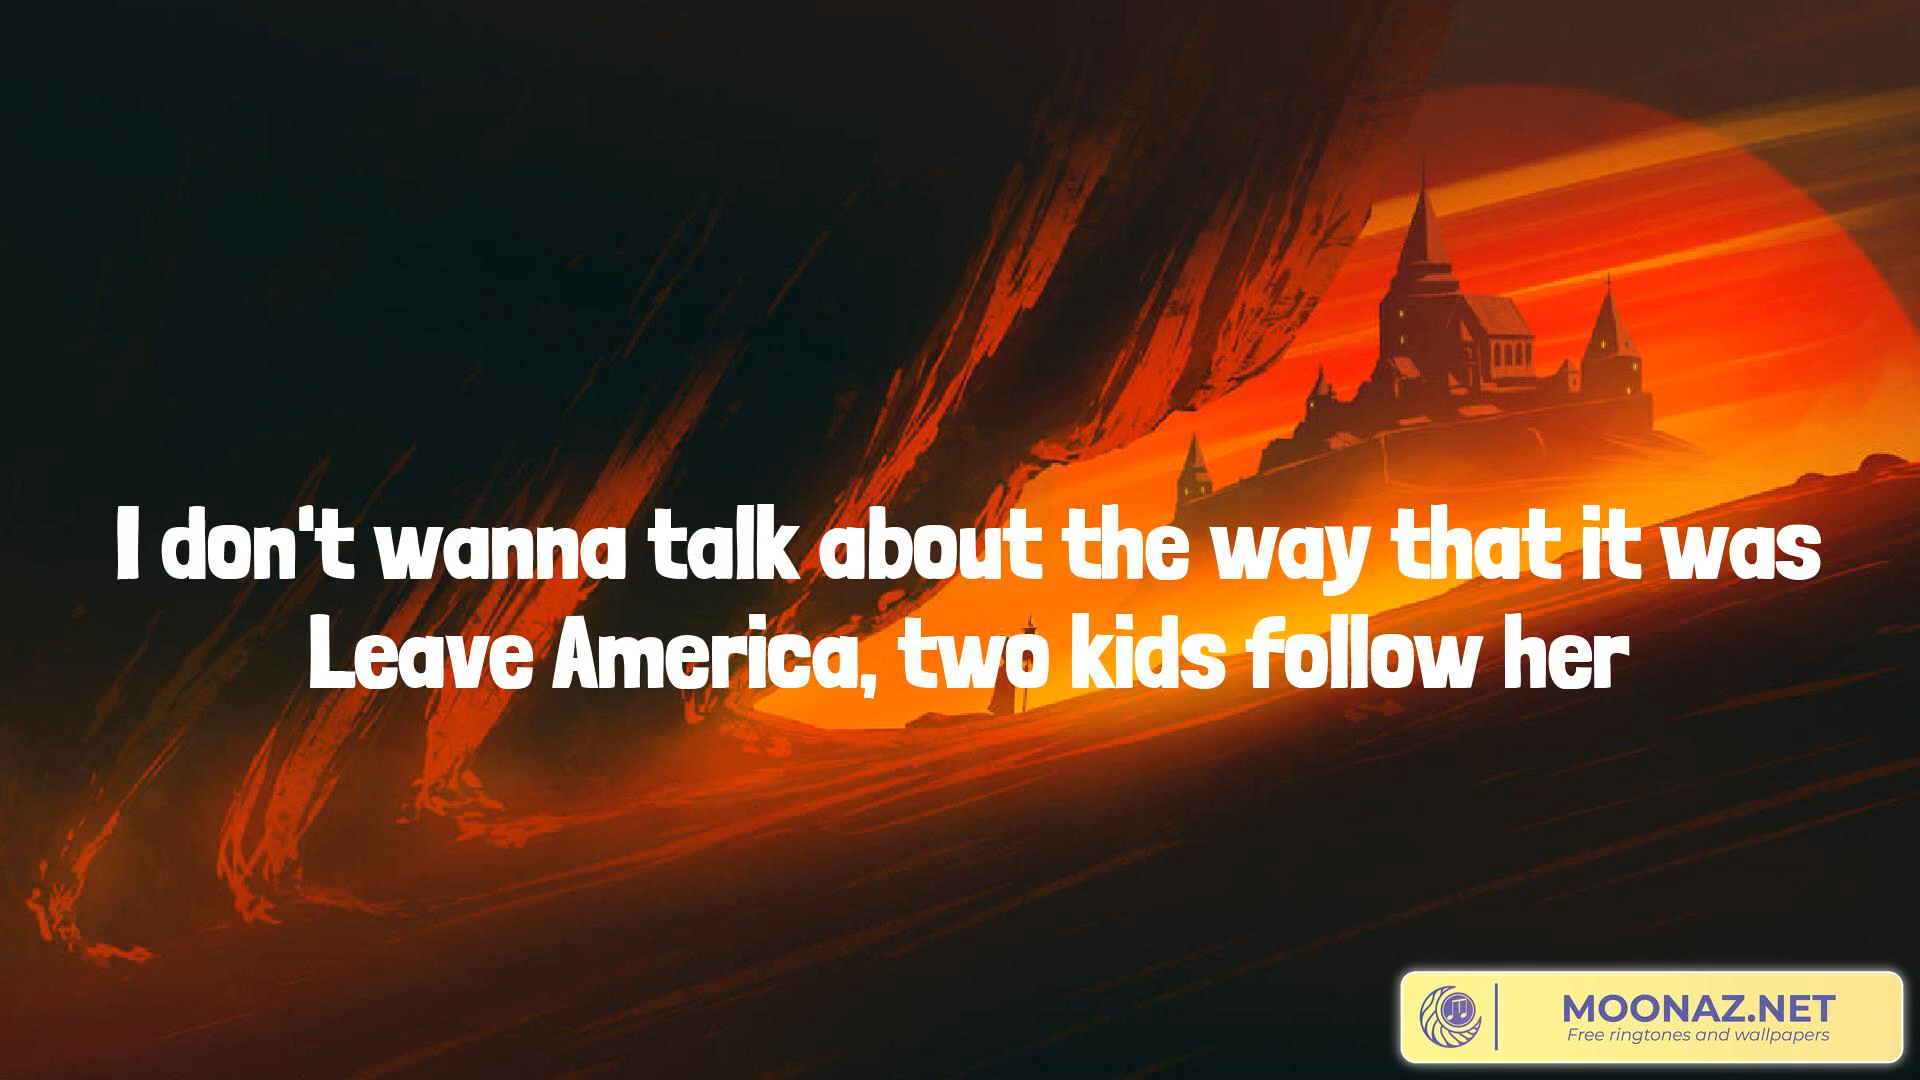 I don't wanna talk about the way that it was
Leave America, two kids follow her
MOONAZ.NET
Free ringtones and wallpapers